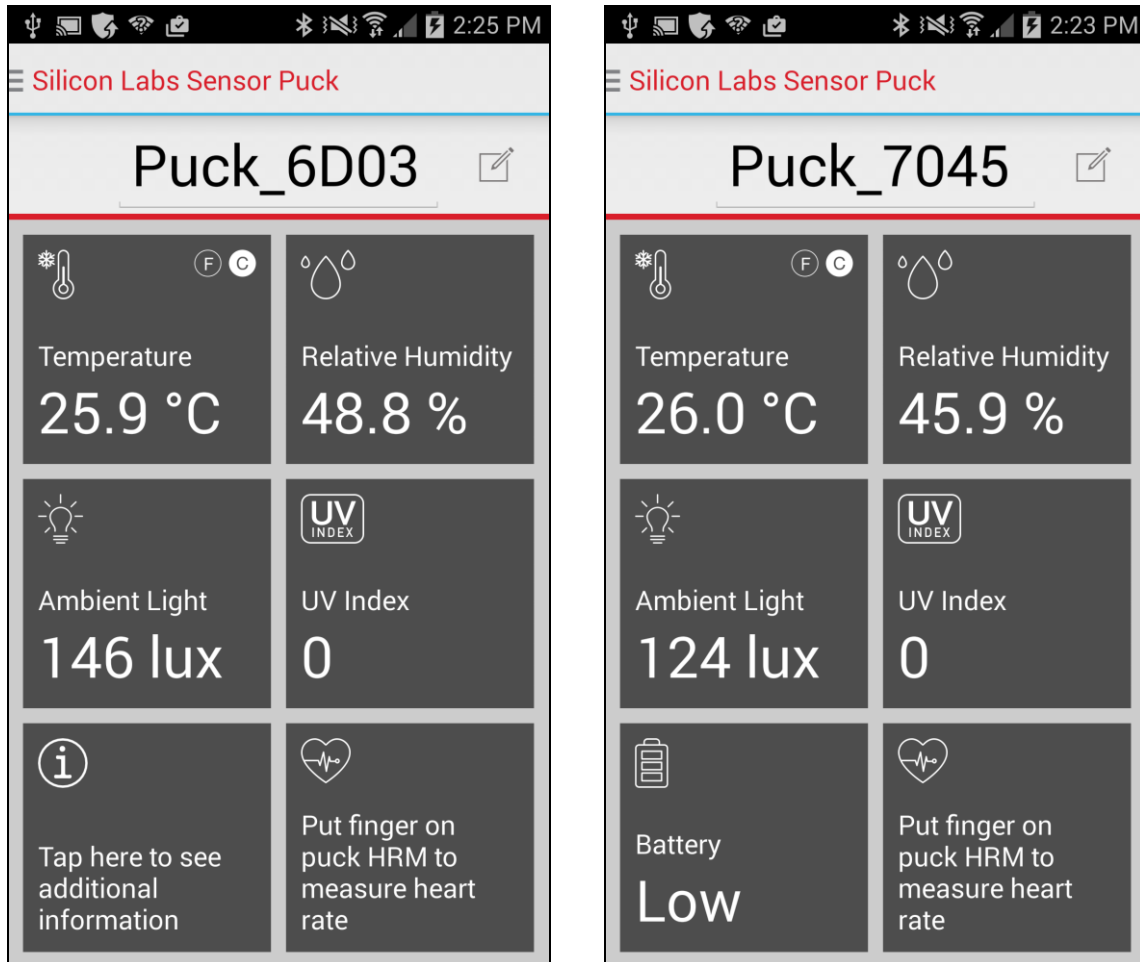 2:25 PM
Silicon Labs Sensor Puck
Puck_6D03
F C
Temperature
25.9 °C
Relative Humidity
48.8 %
Ambient Light
146 lux
UV
INDEX
UV Index
0
i
Tap here to see
additional
information
Put finger on
puck HRM to
measure heart
rate
2:23 PM
Silicon Labs Sensor Puck
Puck_7045
F C
Temperature
26.0 °C
Relative Humidity
45.9 %
Ambient Light
124 lux
UV
INDEX
UV Index
0
Battery
Low
Put finger on
puck HRM to
measure heart
rate